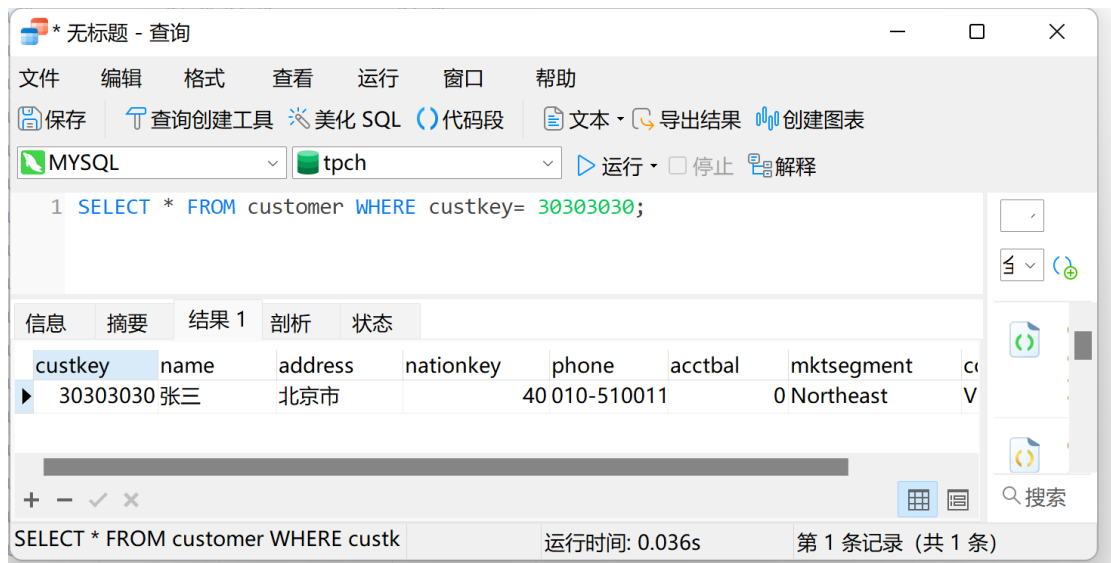 * 无标题 - 查询
文件 编辑 格式 查看 运行 窗口 帮助
保存 查询创建工具 美化 SQL 代码段 文本 导出结果 创建图表
MYSQL tpch 运行 停止 解释
1 SELECT * FROM customer WHERE custkey= 30303030;
信息 摘要 结果 1 剖析 状态
custkey name address nationkey phone acctbal mktsegment
30303030 张三 北京市 40 010-510011 0 Northeast V
搜索
SELECT * FROM customer WHERE custk 运行时间: 0.036s 第 1 条记录 (共 1 条)